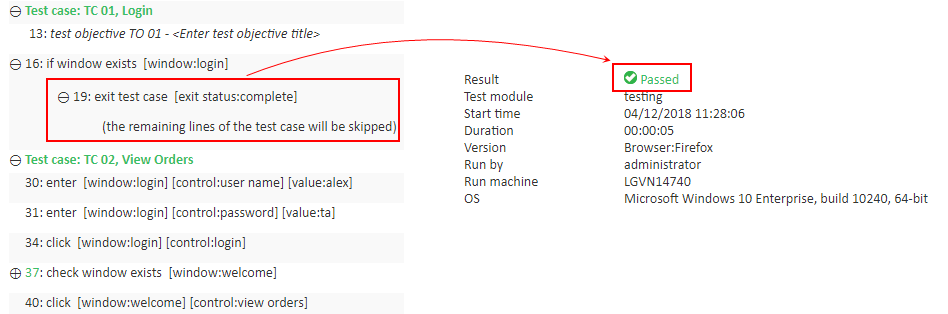 Test case: TC 01, Login
13: test objective TO 01 - <Enter test objective title>
16: if window exists [window:login]
19: exit test case [exit status:complete]
(the remaining lines of the test case will be skipped)
Test case: TC 02, View Orders
30: enter [window:login] [control:user name] [value:alex]
31: enter [window:login] [control:password] [value:ta]
34: click [window:login] [control:login]
37: check window exists [window:welcome]
40: click [window:welcome] [control:view orders]
Result Passed
Test module testing
Start time 04/12/2018 11:28:06
Duration 00:00:05
Version Browser:Firefox
Run by administrator
Run machine LGVN14740
OS Microsoft Windows 10 Enterprise, build 10240, 64-bit